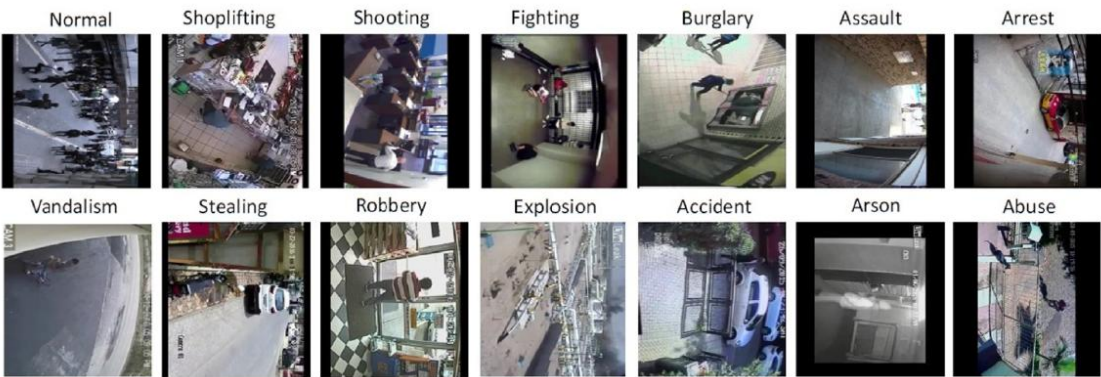 Normal Shoplifting Shooting Fighting Burglary Assault Arrest
Vandalism Stealing Robbery Explosion Accident Arson Abuse